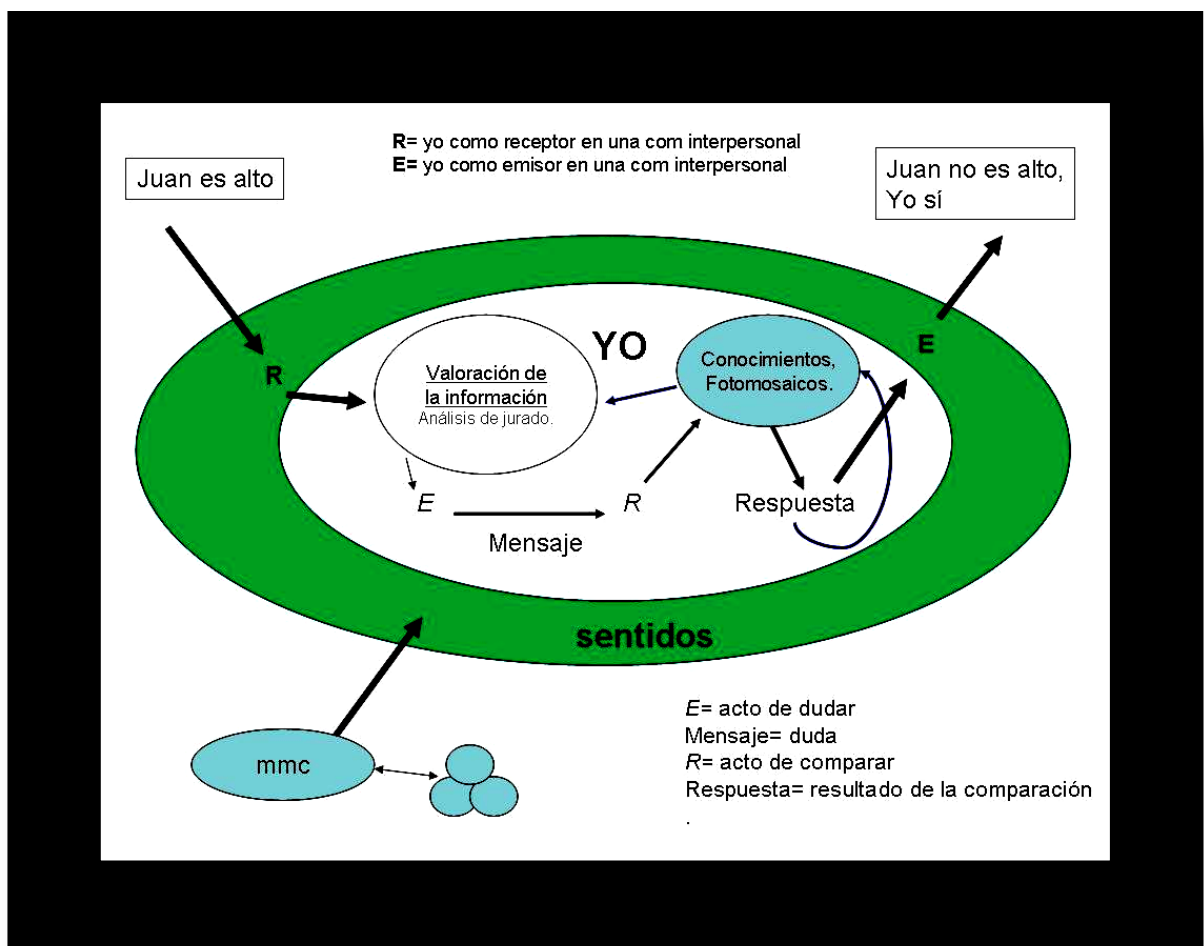 R= yo como receptor en una com interpersonal
E= yo como emisor en una com interpersonal
Juan es alto
Juan no es alto,
Yo sí
YO
R
E
Valoración de
la información
Análisis de jurado.
Conocimientos,
Fotomosaicos.
E
R
Respuesta
Mensaje
sentidos
mmc
E= acto de dudar
Mensaje= duda
R= acto de comparar
Respuesta= resultado de la comparación
.